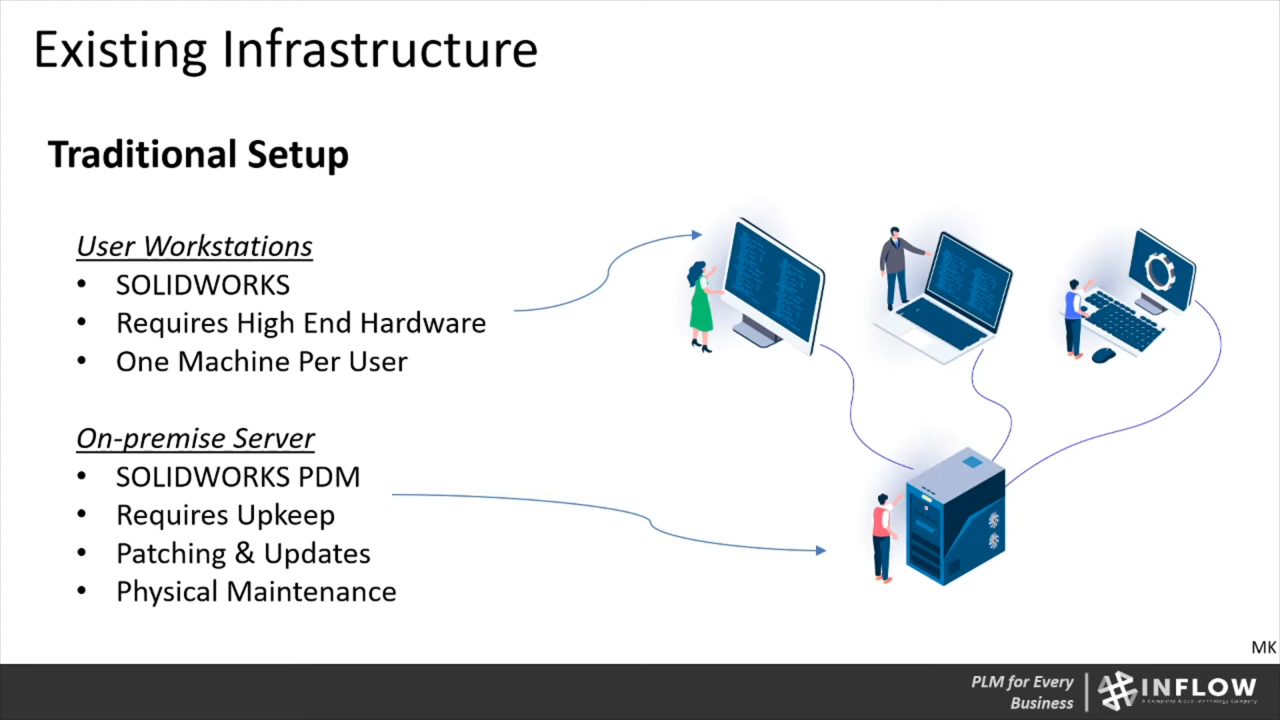 Existing Infrastructure
Traditional Setup
User Workstations
• SOLIDWORKS
• Requires High End Hardware
• One Machine Per User
On-premise Server
• SOLIDWORKS PDM
• Requires Upkeep
• Patching & Updates
• Physical Maintenance
MK
PLM for Every
Business
INFLOW